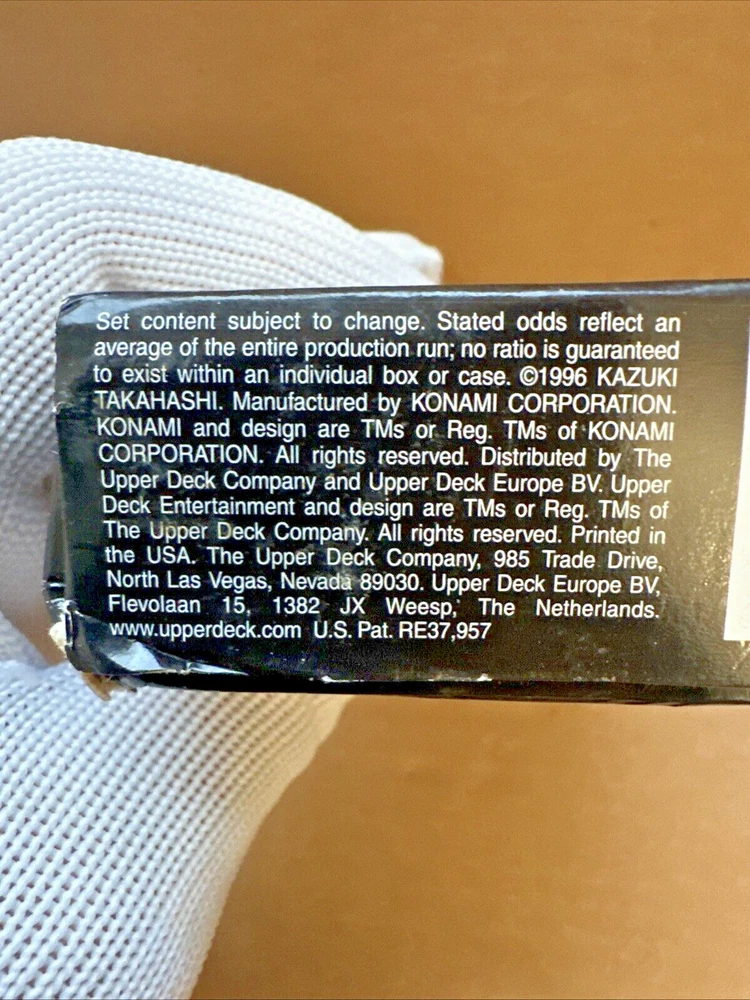 Set content subject to change. Stated odds reflect an
average of the entire production run; no ratio is guaranteed
to exist within an individual box or case. ©1996 KAZUKI
TAKAHASHI. Manufactured by KONAMI CORPORATION.
KONAMI and design are TMs or Reg. TMs of KONAMI
CORPORATION. All rights reserved. Distributed by The
Upper Deck Company and Upper Deck Europe BV. Upper
Deck Entertainment and design are TMs or Reg. TMs of
The Upper Deck Company. All rights reserved. Printed in
the USA. The Upper Deck Company, 985 Trade Drive,
North Las Vegas, Nevada 89030. Upper Deck Europe BV,
Flevolaan 15, 1382 JX Weesp, The Netherlands.
www.upperdeck.com U.S. Pat. RE37,957